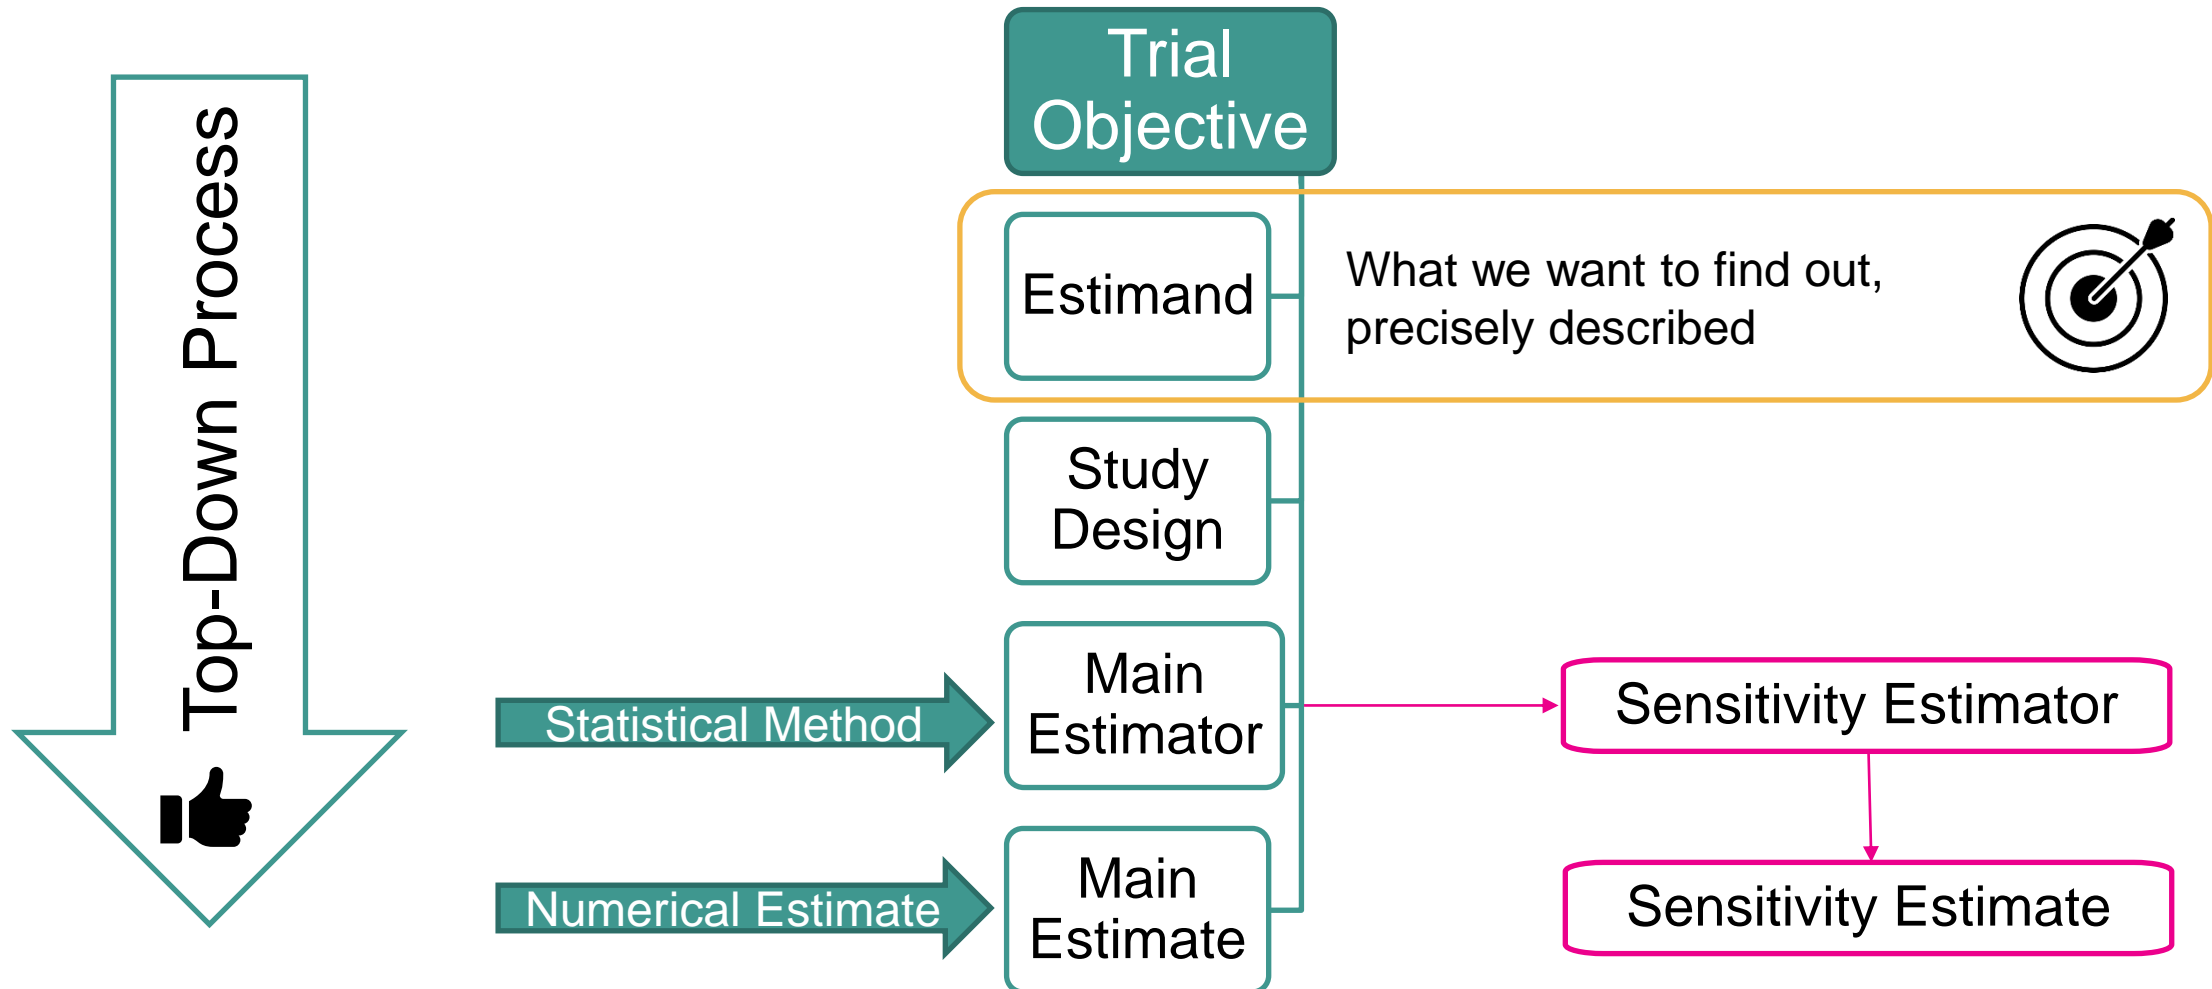 Top-Down Process
Trial
Objective
Estimand
What we want to find out,
precisely described
Study
Design
Statistical Method
Main
Estimator
Sensitivity Estimator
Numerical Estimate
Main
Estimate
Sensitivity Estimate